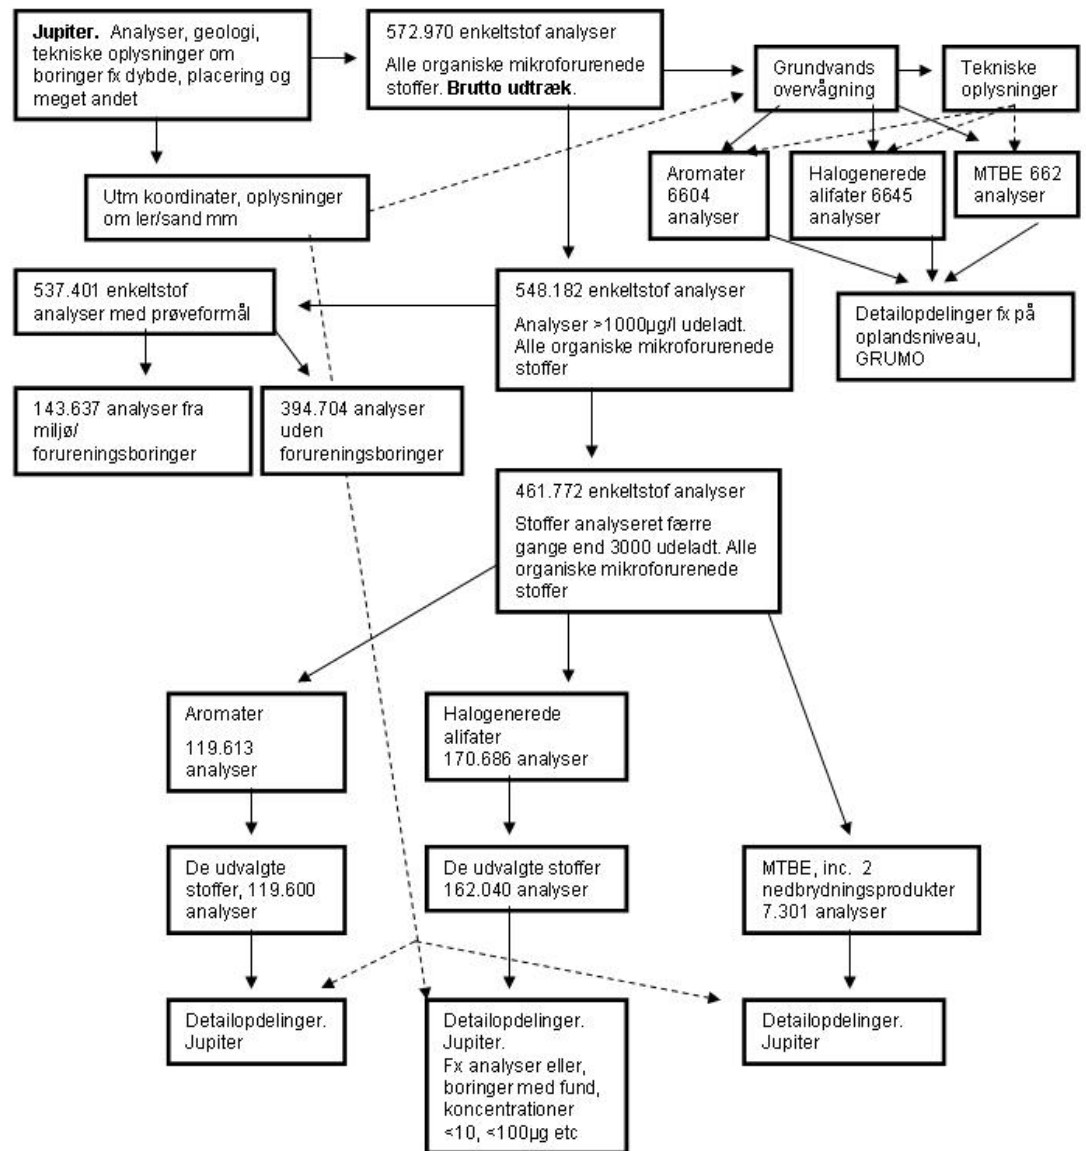 Jupiter. Analyser, geologi,
tekniske oplysninger om
boringer fx dybde, placering og
meget andet
572.970 enkeltstof analyser
Alle organiske mikroforurenede
stoffer. Brutto udtræk.
Grundvands
overvågning
Tekniske
oplysninger
Utm koordinater, oplysninger
om ler/sand mm
Aromater
6604
analyser
Halogenerede
alifater 6645
analyser
MTBE 662
analyser
537.401 enkeltstof
analyser med prøveformål
548.182 enkeltstof analyser
Analyser >1000µg/l udeladt.
Alle organiske mikroforurenede
stoffer
Detailopdelinger fx på
oplandsniveau,
GRUMO
143.637 analyser fra
miljø/
forureningsboringer
394.704 analyser
uden
forureningsboringer
461.772 enkeltstof analyser
Stoffer analyseret færre
gange end 3000 udeladt. Alle
organiske mikroforurenede
stoffer
Aromater
119.613
analyser
Halogenerede
alifater
170.686 analyser
De udvalgte
stoffer, 119.600
analyser
De udvalgte stoffer
162.040 analyser
MTBE, inc. 2
nedbrydningsprodukter
7.301 analyser
Detailopdelinger.
Jupiter
Detailopdelinger.
Jupiter.
Fx analyser eller,
boringer med fund,
koncentrationer
<10, <100µg etc
Detailopdelinger.
Jupiter